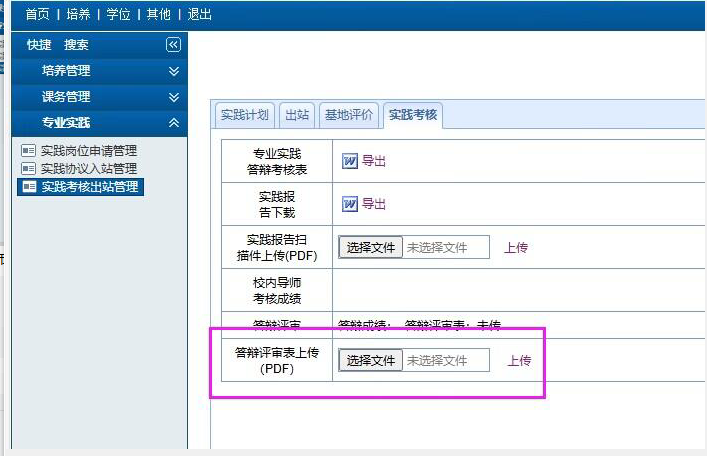 首页 | 培养 | 学位 | 其他 | 退出
快捷 搜索
培养管理
课务管理
专业实践
实践岗位申请管理
实践协议入站管理
实践考核出站管理
实践计划 出站 基地评价 实践考核
专业实践
答辩考核表
导出
实践报
告下载
导出
实践报告扫
描件上传(PDF)
选择文件 未选择文件 上传
校内导师
考核成绩
答辩评审 答辩成绩： 答辩评审表：未传
答辩评审表上传
（PDF）
选择文件 未选择文件 上传